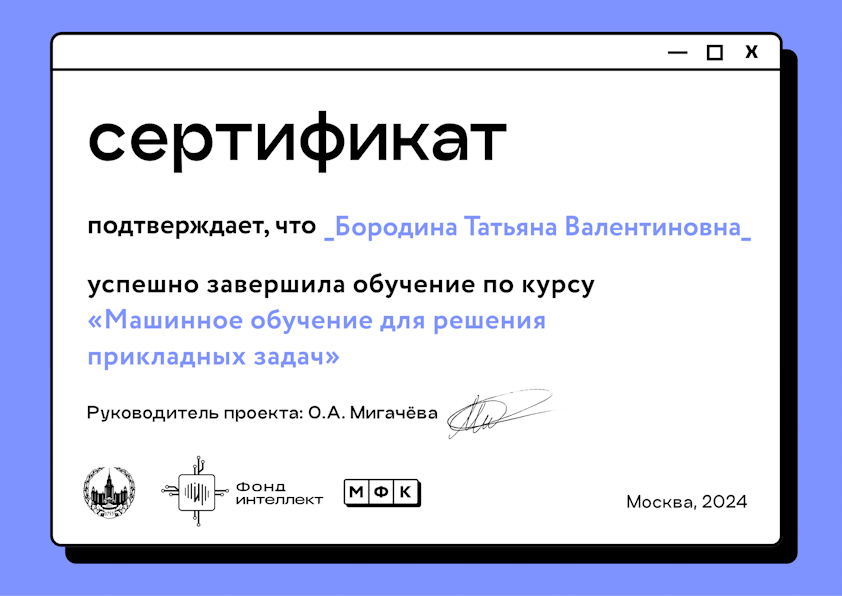 сертификат
подтверждает, что _Бородина Татьяна Валентиновна_
успешно завершила обучение по курсу
«Машинное обучение для решения
прикладных задач»
Руководитель проекта: О.А. Мигачёва
Фонд
интеллект
МФК
Москва, 2024